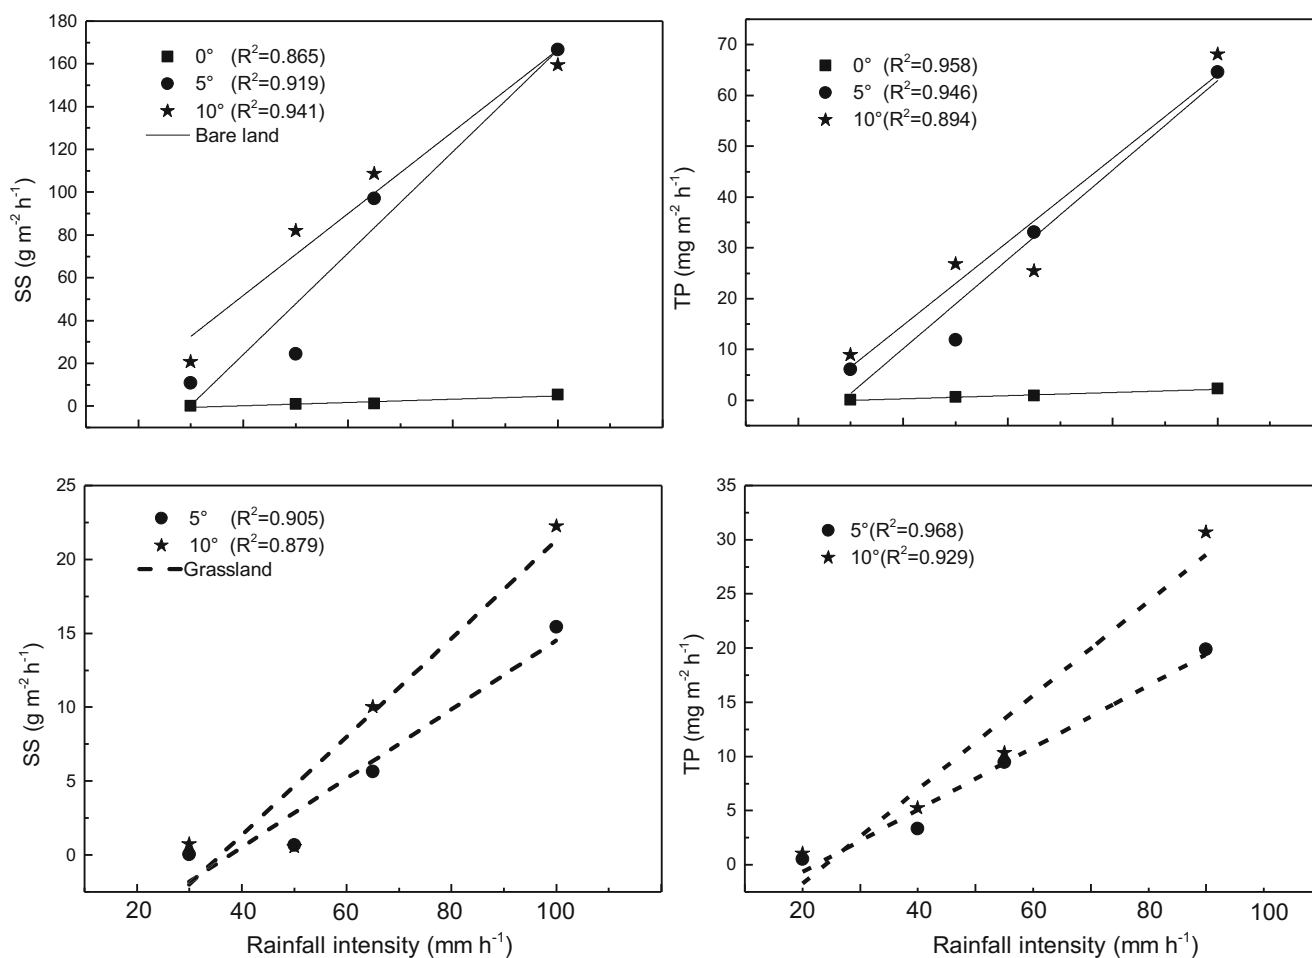 180
160
140
120
100
80
60
40
20
0
SS (g m-2 h-1)
0° (R2=0.865)
5° (R2=0.919)
10° (R2=0.941)
Bare land
70
60
50
40
30
20
10
0
TP (mg m-2 h-1)
0° (R2=0.958)
5° (R2=0.946)
10°(R2=0.894)
25
20
15
10
5
0
SS (g m-2 h-1)
5° (R2=0.905)
10° (R2=0.879)
Grassland
20 40 60 80 100
Rainfall intensity (mm h-1)
35
30
25
20
15
10
5
0
TP (mg m-2 h-1)
5°(R2=0.968)
10°(R2=0.929)
20 40 60 80 100
Rainfall intensity (mm h-1)